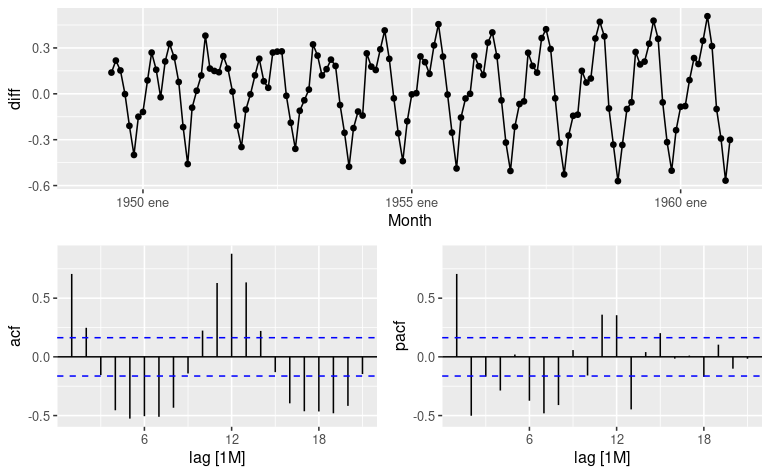 diff
0.3
0.0
-0.3
-0.6
1950 ene
1955 ene
1960 ene
Month
acf
0.5
0.0
-0.5
6
12
18
lag [1M]
pacf
0.5
0.0
-0.5
6
12
18
lag [1M]